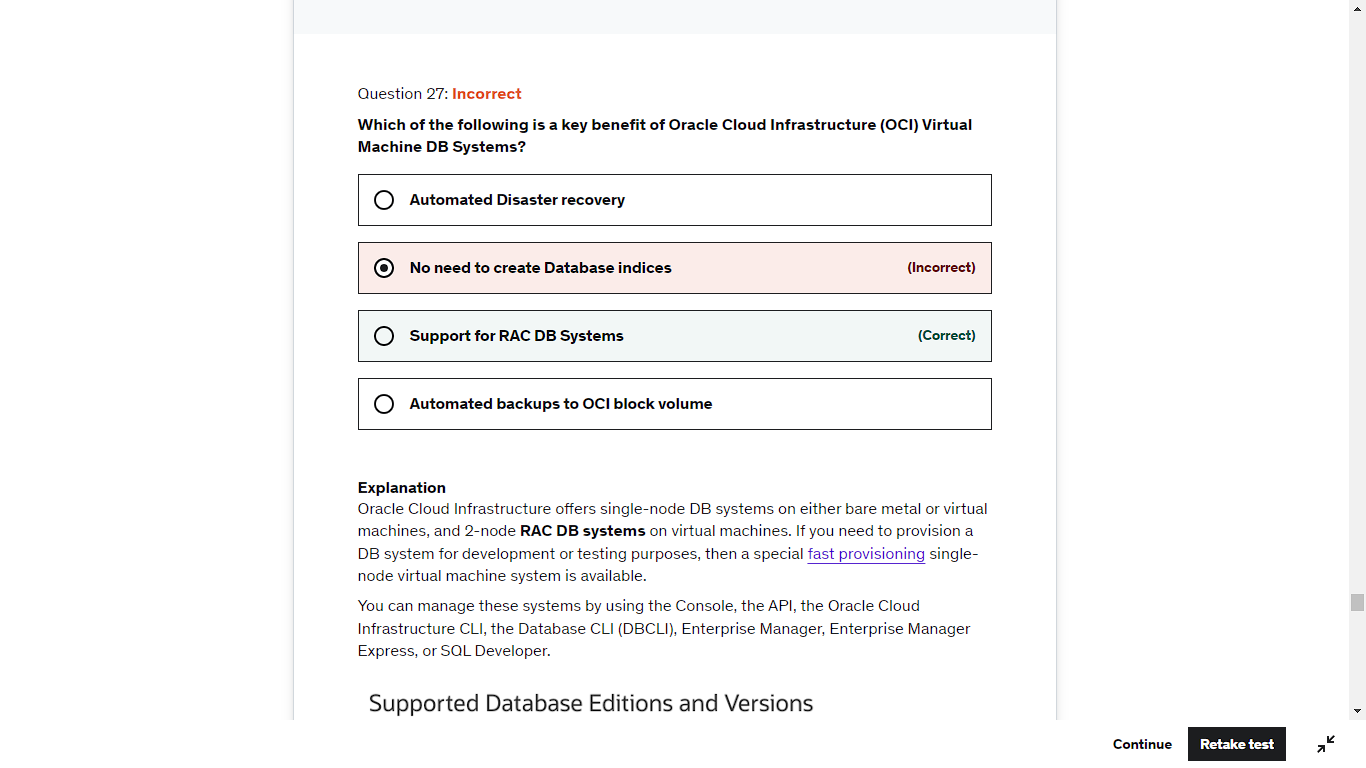 Question 27: Incorrect
Which of the following is a key benefit of Oracle Cloud Infrastructure (OCI) Virtual
Machine DB Systems?
Automated Disaster recovery
No need to create Database indices (Incorrect)
Support for RAC DB Systems (Correct)
Automated backups to OCI block volume
Explanation
Oracle Cloud Infrastructure offers single-node DB systems on either bare metal or virtual
machines, and 2-node RAC DB systems on virtual machines. If you need to provision a
DB system for development or testing purposes, then a special fast provisioning single-
node virtual machine system is available.
You can manage these systems by using the Console, the API, the Oracle Cloud
Infrastructure CLI, the Database CLI (DBCLI), Enterprise Manager, Enterprise Manager
Express, or SQL Developer.
Supported Database Editions and Versions
Continue Retake test